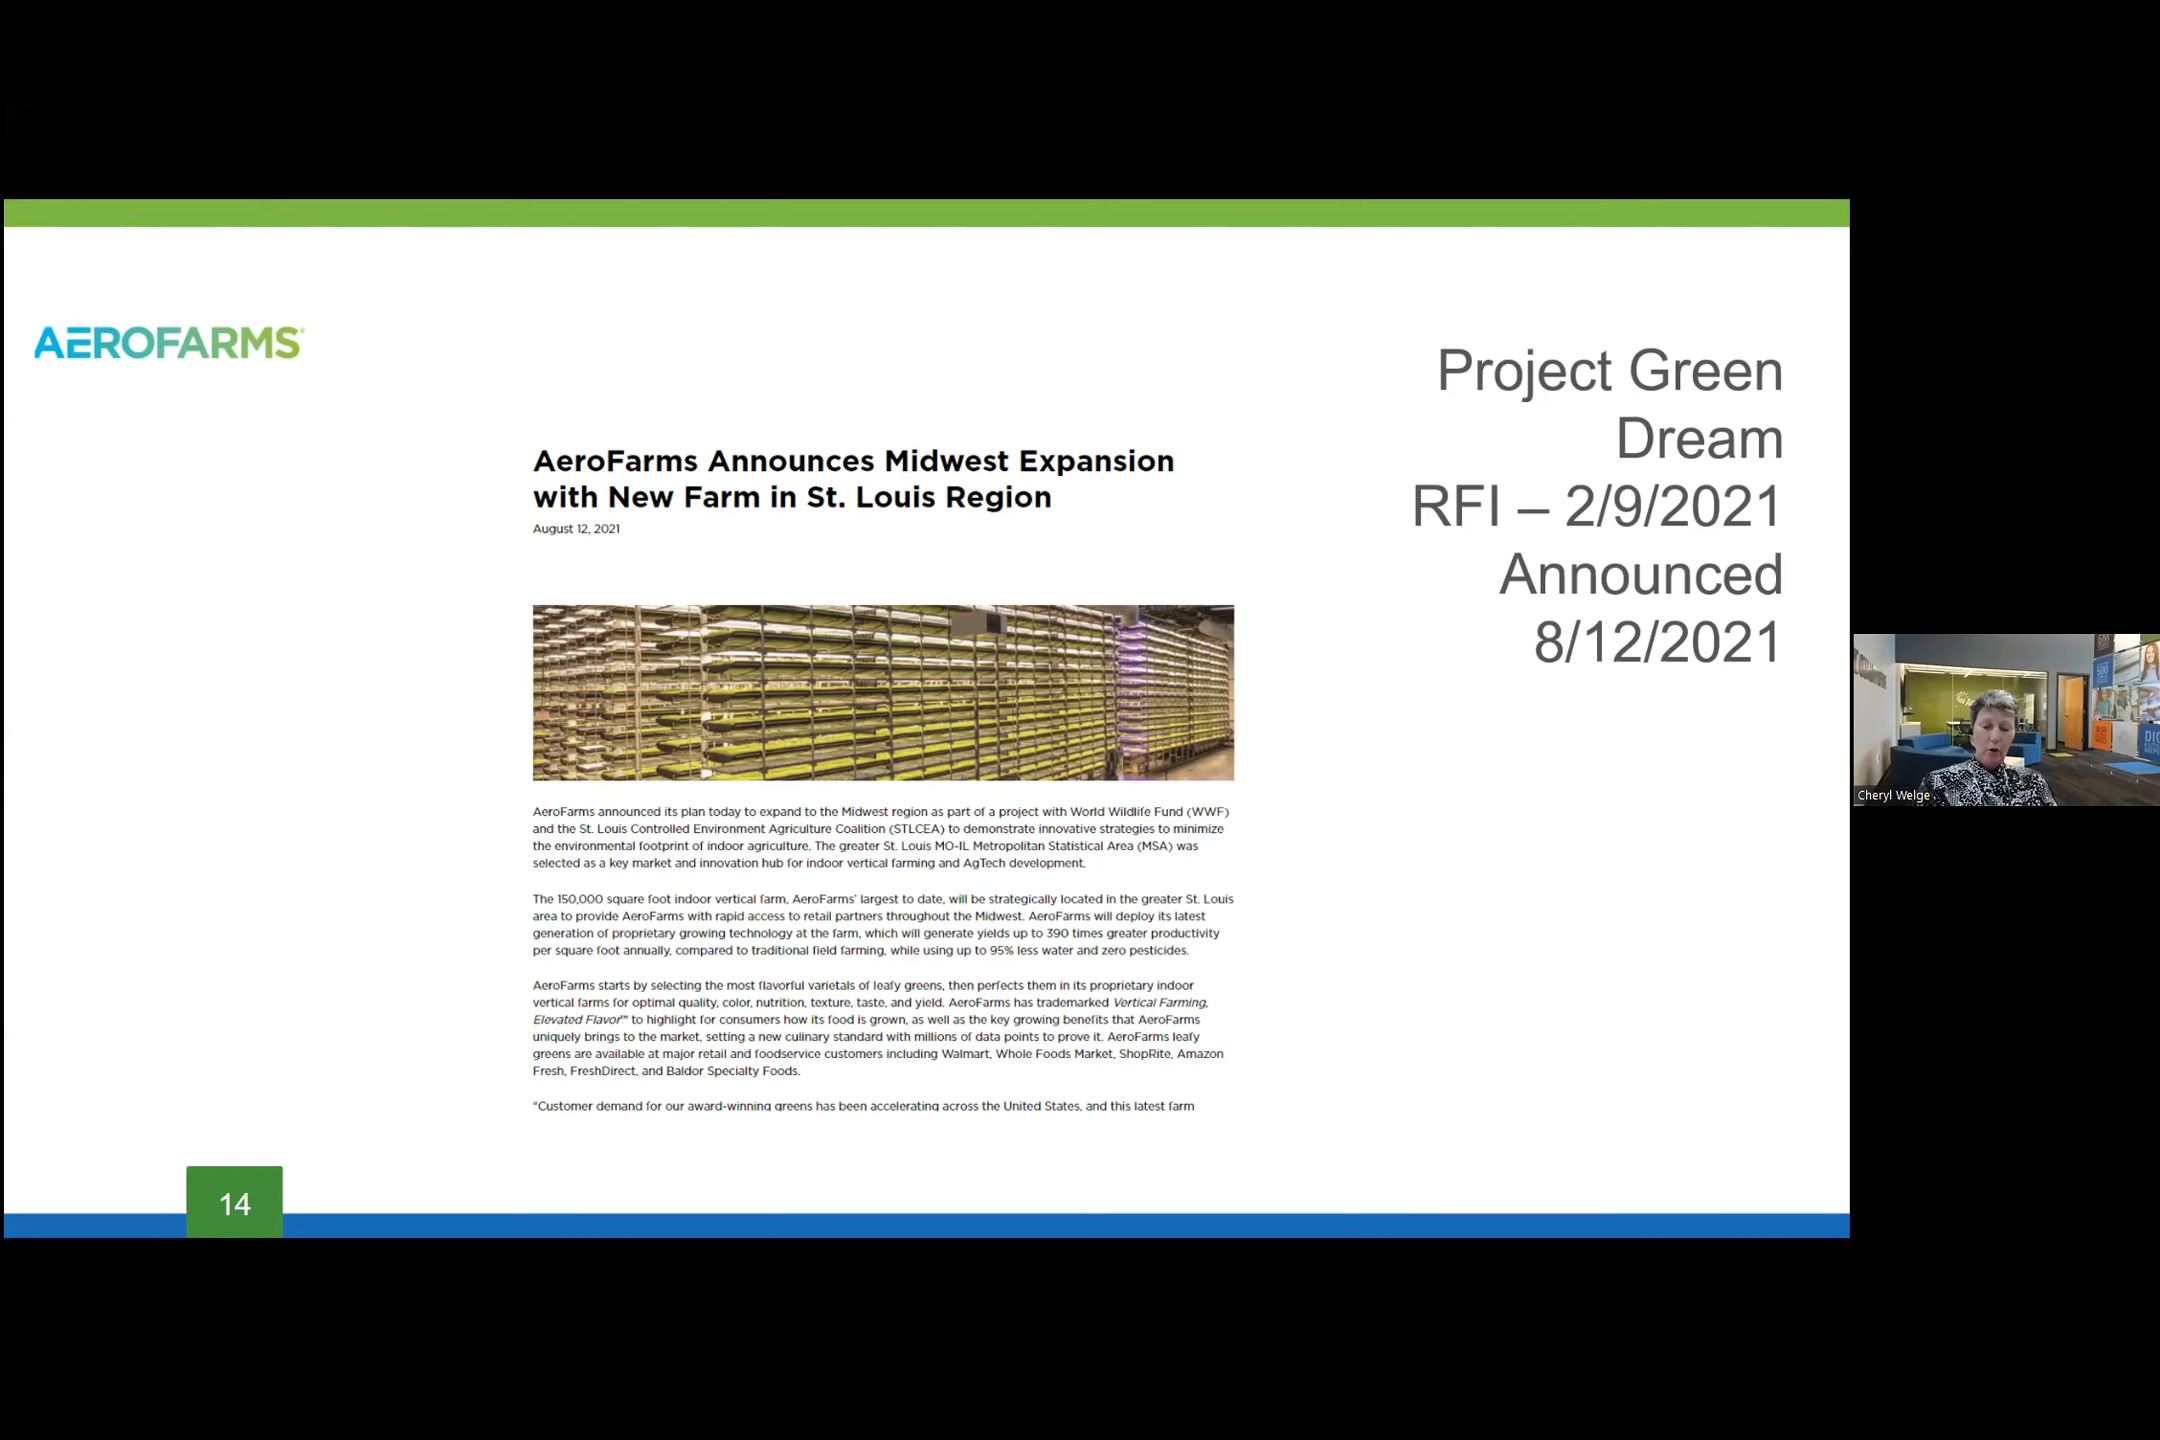 AEROFARMS
AeroFarms Announces Midwest Expansion
with New Farm in St. Louis Region
August 12, 2021
AeroFarms announced its plan today to expand to the Midwest region as part of a project with World Wildlife Fund (WWF)
and the St. Louis Controlled Environment Agriculture Coalition (STLCEA) to demonstrate innovative strategies to minimize
the environmental footprint of indoor agriculture. The greater St. Louis MO-IL Metropolitan Statistical Area (MSA) was
selected as a key market and innovation hub for indoor vertical farming and AgTech development.
The 150,000 square foot indoor vertical farm, AeroFarms' largest to date, will be strategically located in the greater St. Louis
area to provide AeroFarms with rapid access to retail partners throughout the Midwest. AeroFarms will deploy its latest
generation of proprietary growing technology at the farm, which will generate yields up to 390 times greater productivity
per square foot annually, compared to traditional field farming, while using up to 95% less water and zero pesticides.
AeroFarms starts by selecting the most flavorful varietals of leafy greens, then perfects them in its proprietary indoor
vertical farms for optimal quality, color, nutrition, texture, taste, and yield. AeroFarms has trademarked Vertical Farming,
Elevated Flavor™ to highlight for consumers how its food is grown, as well as the key growing benefits that AeroFarms
uniquely brings to the market, setting a new culinary standard with millions of data points to prove it. AeroFarms leafy
greens are available at major retail and foodservice customers including Walmart, Whole Foods Market, ShopRite, Amazon
Fresh, FreshDirect, and Baldor Specialty Foods.
"Customer demand for our award-winning greens has been accelerating across the United States, and this latest farm
Project Green
Dream
RFI – 2/9/2021
Announced
8/12/2021
14
Cheryl Welge